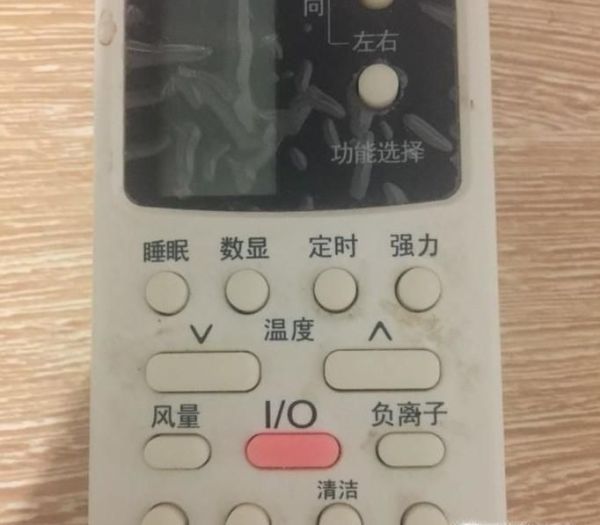 向
左右
功能选择
睡眠 数显 定时 强力
∨ 温度 ∧
风量 I/O 负离子
清洁